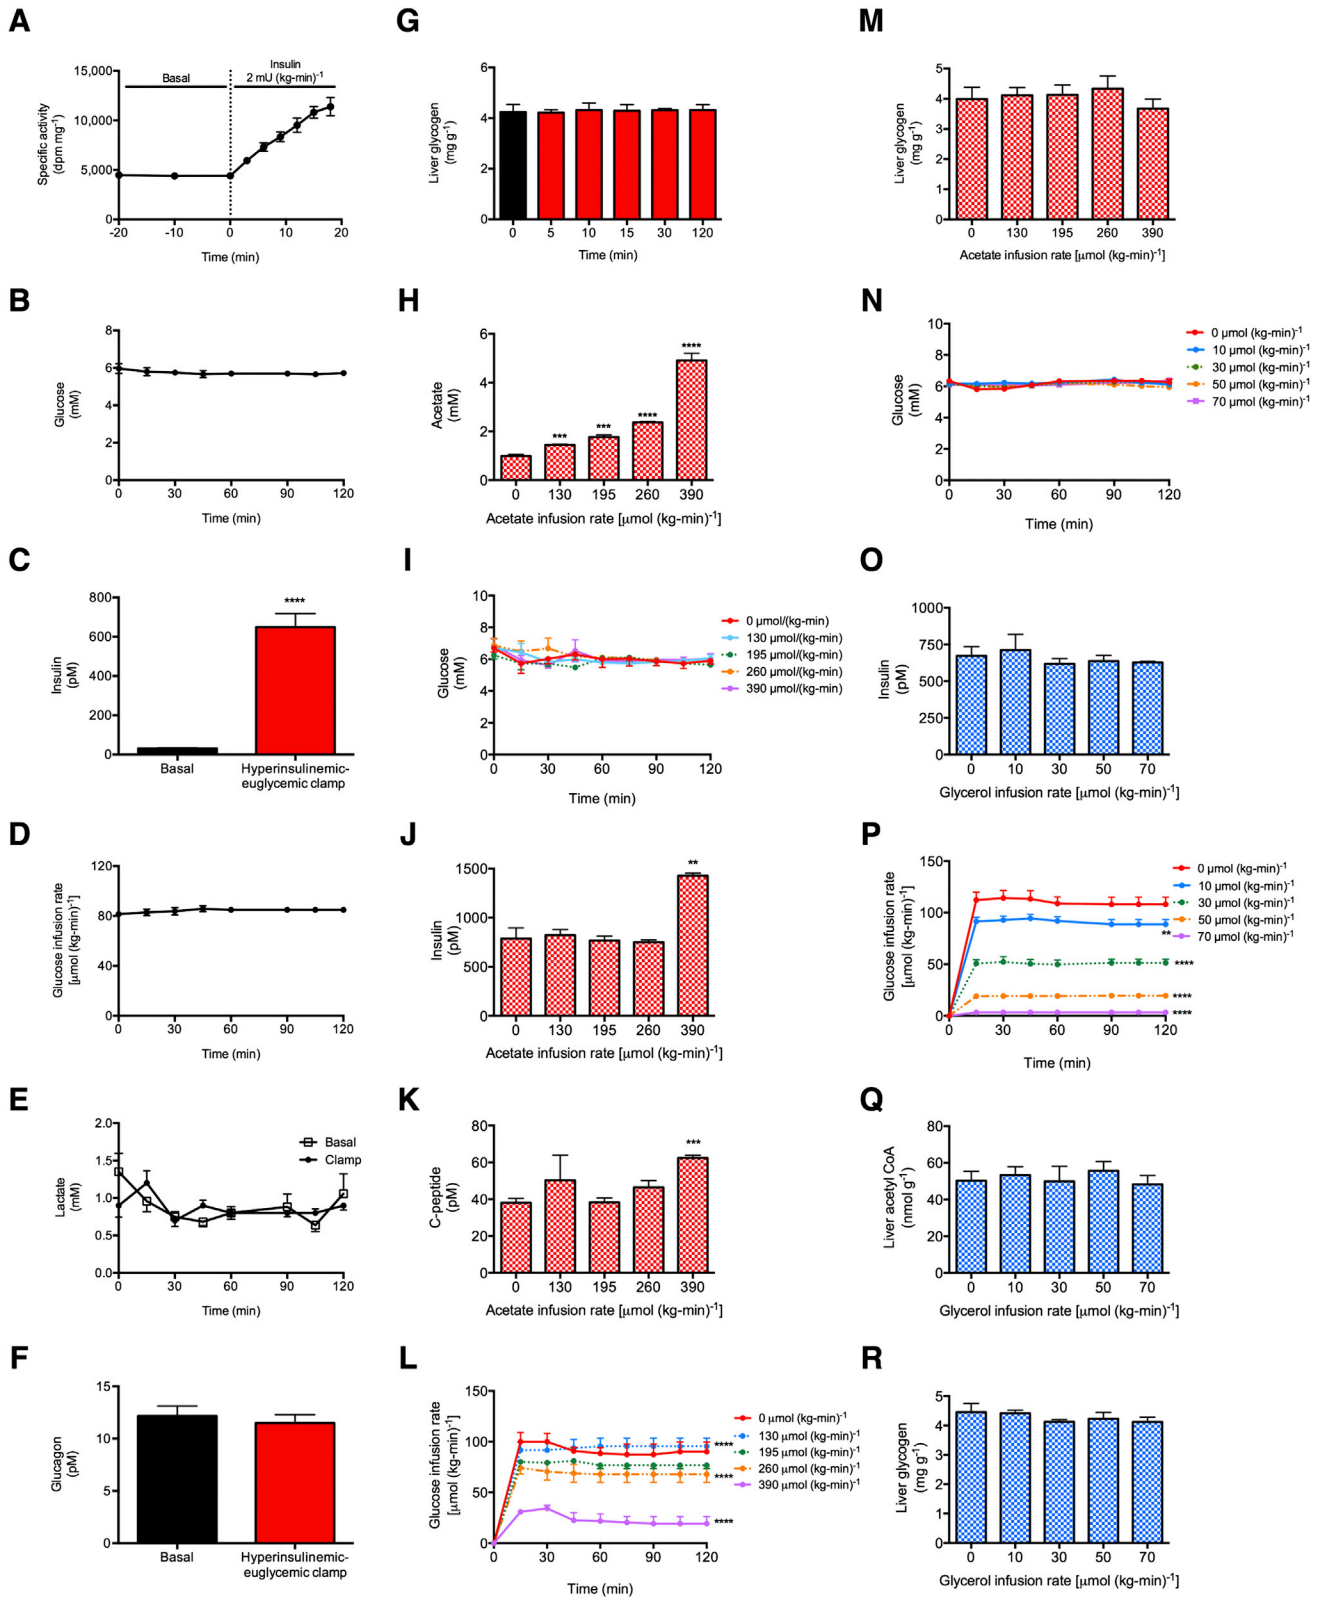 A
Specific activity
(dpm mg⁻¹)
15,000
10,000
5,000
0
Basal
Insulin
2 mU (kg-min)⁻¹
-20 -10 0 10 20
Time (min)
G
Liver glycogen
(mg g⁻¹)
6
4
2
0
0 5 10 15 30 120
Time (min)
M
Liver glycogen
(mg g⁻¹)
5
4
3
2
1
0
0 130 195 260 390
Acetate infusion rate [μmol (kg-min)⁻¹]
B
Glucose
(mM)
8
6
4
2
0
0 30 60 90 120
Time (min)
H
Acetate
(mM)
6
4
2
0
*** *** **** ****
0 130 195 260 390
Acetate infusion rate [μmol (kg-min)⁻¹]
N
Glucose
(mM)
10
8
6
4
2
0
0 30 60 90 120
Time (min)
0 μmol (kg-min)⁻¹
10 μmol (kg-min)⁻¹
30 μmol (kg-min)⁻¹
50 μmol (kg-min)⁻¹
70 μmol (kg-min)⁻¹
C
Insulin
(pM)
800
600
400
200
0
****
Basal Hyperinsulinemic-
euglycemic clamp
I
Glucose
(mM)
10
8
6
4
2
0
0 30 60 90 120
Time (min)
0 μmol/(kg-min)
130 μmol/(kg-min)
195 μmol/(kg-min)
260 μmol/(kg-min)
390 μmol/(kg-min)
O
Insulin
(pM)
1000
750
500
250
0
0 10 30 50 70
Glycerol infusion rate [μmol (kg-min)⁻¹]
D
Glucose infusion rate
[μmol (kg-min)⁻¹]
120
80
40
0
0 30 60 90 120
Time (min)
J
Insulin
(pM)
1500
1000
500
0
**
0 130 195 260 390
Acetate infusion rate [μmol (kg-min)⁻¹]
P
Glucose infusion rate
[μmol (kg-min)⁻¹]
150
100
50
0
0 30 60 90 120
Time (min)
0 μmol (kg-min)⁻¹
10 μmol (kg-min)⁻¹
30 μmol (kg-min)⁻¹
50 μmol (kg-min)⁻¹
70 μmol (kg-min)⁻¹
**
****
****
****
E
Lactate
(mM)
2.0
1.5
1.0
0.5
0.0
Basal
Clamp
0 30 60 90 120
Time (min)
K
C-peptide
(pM)
80
60
40
20
0
***
0 130 195 260 390
Acetate infusion rate [μmol (kg-min)⁻¹]
Q
Liver acetyl CoA
(nmol g⁻¹)
80
60
40
20
0
0 10 30 50 70
Glycerol infusion rate [μmol (kg-min)⁻¹]
F
Glucagon
(pM)
15
10
5
0
Basal Hyperinsulinemic-
euglycemic clamp
L
Glucose infusion rate
[μmol (kg-min)⁻¹]
150
100
50
0
0 30 60 90 120
Time (min)
0 μmol (kg-min)⁻¹
130 μmol (kg-min)⁻¹
195 μmol (kg-min)⁻¹
260 μmol (kg-min)⁻¹
390 μmol (kg-min)⁻¹
****
****
****
R
Liver glycogen
(mg g⁻¹)
5
4
3
2
1
0
0 10 30 50 70
Glycerol infusion rate [μmol (kg-min)⁻¹]